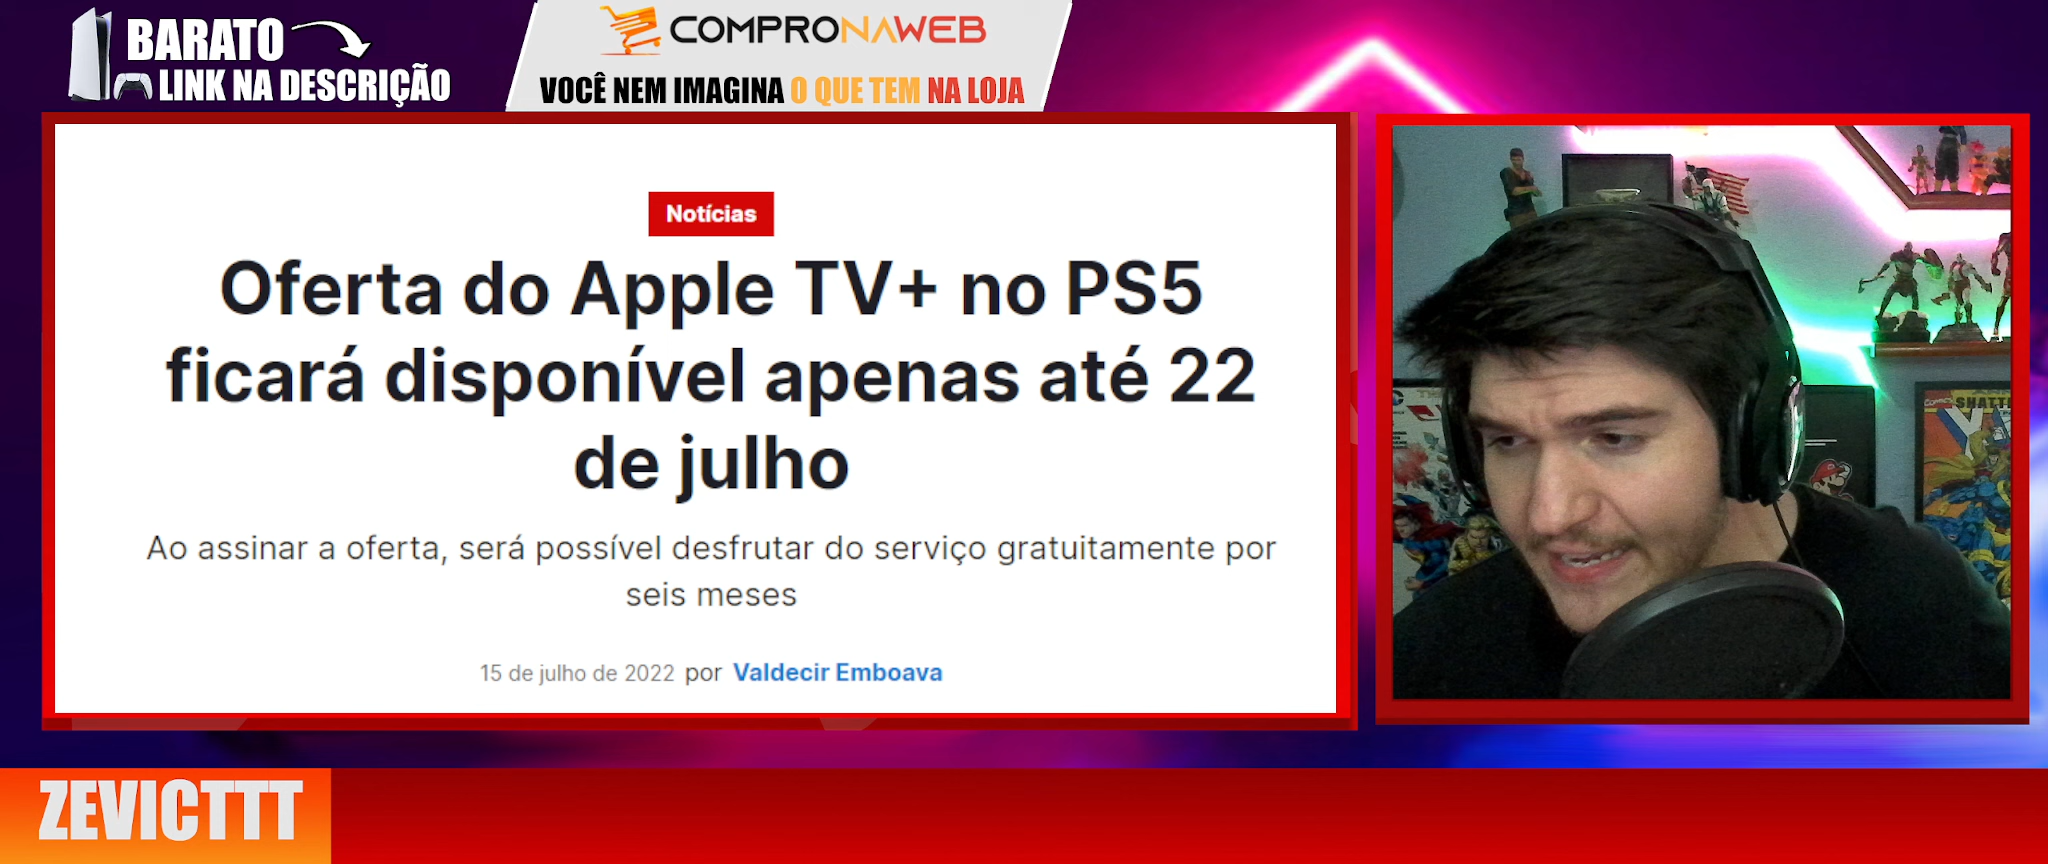 BARATO
LINK NA DESCRIÇÃO
COMPRONAWEB
VOCÊ NEM IMAGINA O QUE TEM NA LOJA
Notícias
Oferta do Apple TV+ no PS5
ficará disponível apenas até 22
de julho
Ao assinar a oferta, será possível desfrutar do serviço gratuitamente por
seis meses
15 de julho de 2022 por Valdecir Emboava
ZEVICTTT